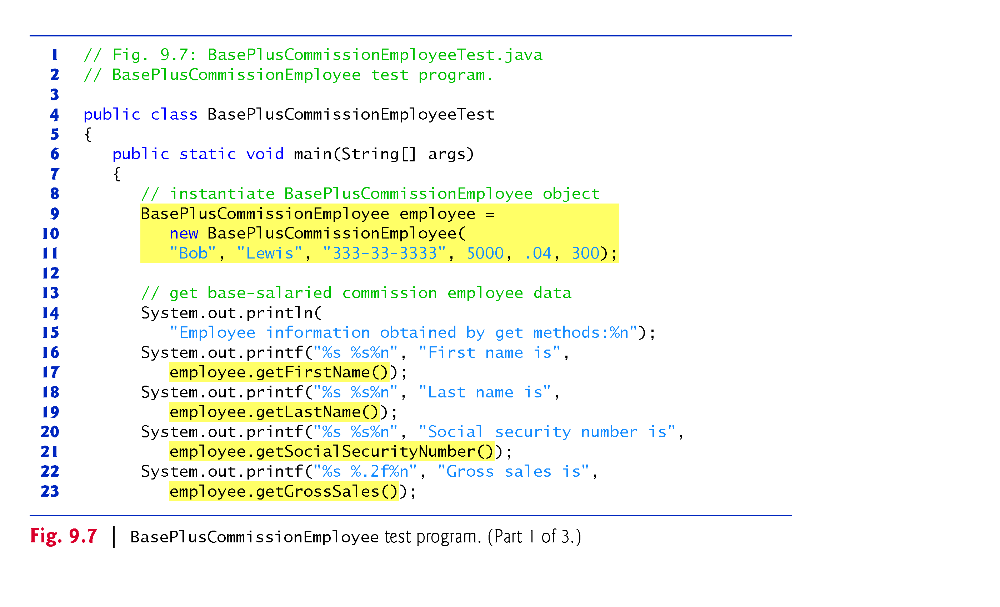 1 // Fig. 9.7: BasePlusCommissionEmployeeTest.java
2 // BasePlusCommissionEmployee test program.
3
4 public class BasePlusCommissionEmployeeTest
5 {
6 public static void main(String[] args)
7 {
8 // instantiate BasePlusCommissionEmployee object
9 BasePlusCommissionEmployee employee =
10 new BasePlusCommissionEmployee(
11 "Bob", "Lewis", "333-33-3333", 5000, .04, 300);
12
13 // get base-salaried commission employee data
14 System.out.println(
15 "Employee information obtained by get methods:%n");
16 System.out.printf("%s %s%n", "First name is",
17 employee.getFirstName());
18 System.out.printf("%s %s%n", "Last name is",
19 employee.getLastName());
20 System.out.printf("%s %s%n", "Social security number is",
21 employee.getSocialSecurityNumber());
22 System.out.printf("%s %.2f%n", "Gross sales is",
23 employee.getGrossSales());
Fig. 9.7 | BasePlusCommissionEmployee test program. (Part 1 of 3.)